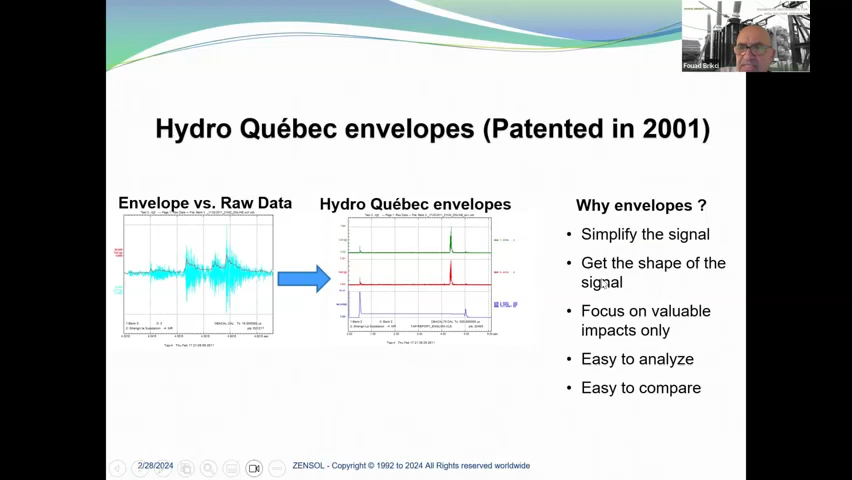 Fouad Brikci
Hydro Québec envelopes (Patented in 2001)
Envelope vs. Raw Data
Hydro Québec envelopes
Why envelopes ?
• Simplify the signal
• Get the shape of the
signal
• Focus on valuable
impacts only
• Easy to analyze
• Easy to compare
2/28/2024
ZENSOL - Copyright © 1992 to 2024 All Rights reserved worldwide